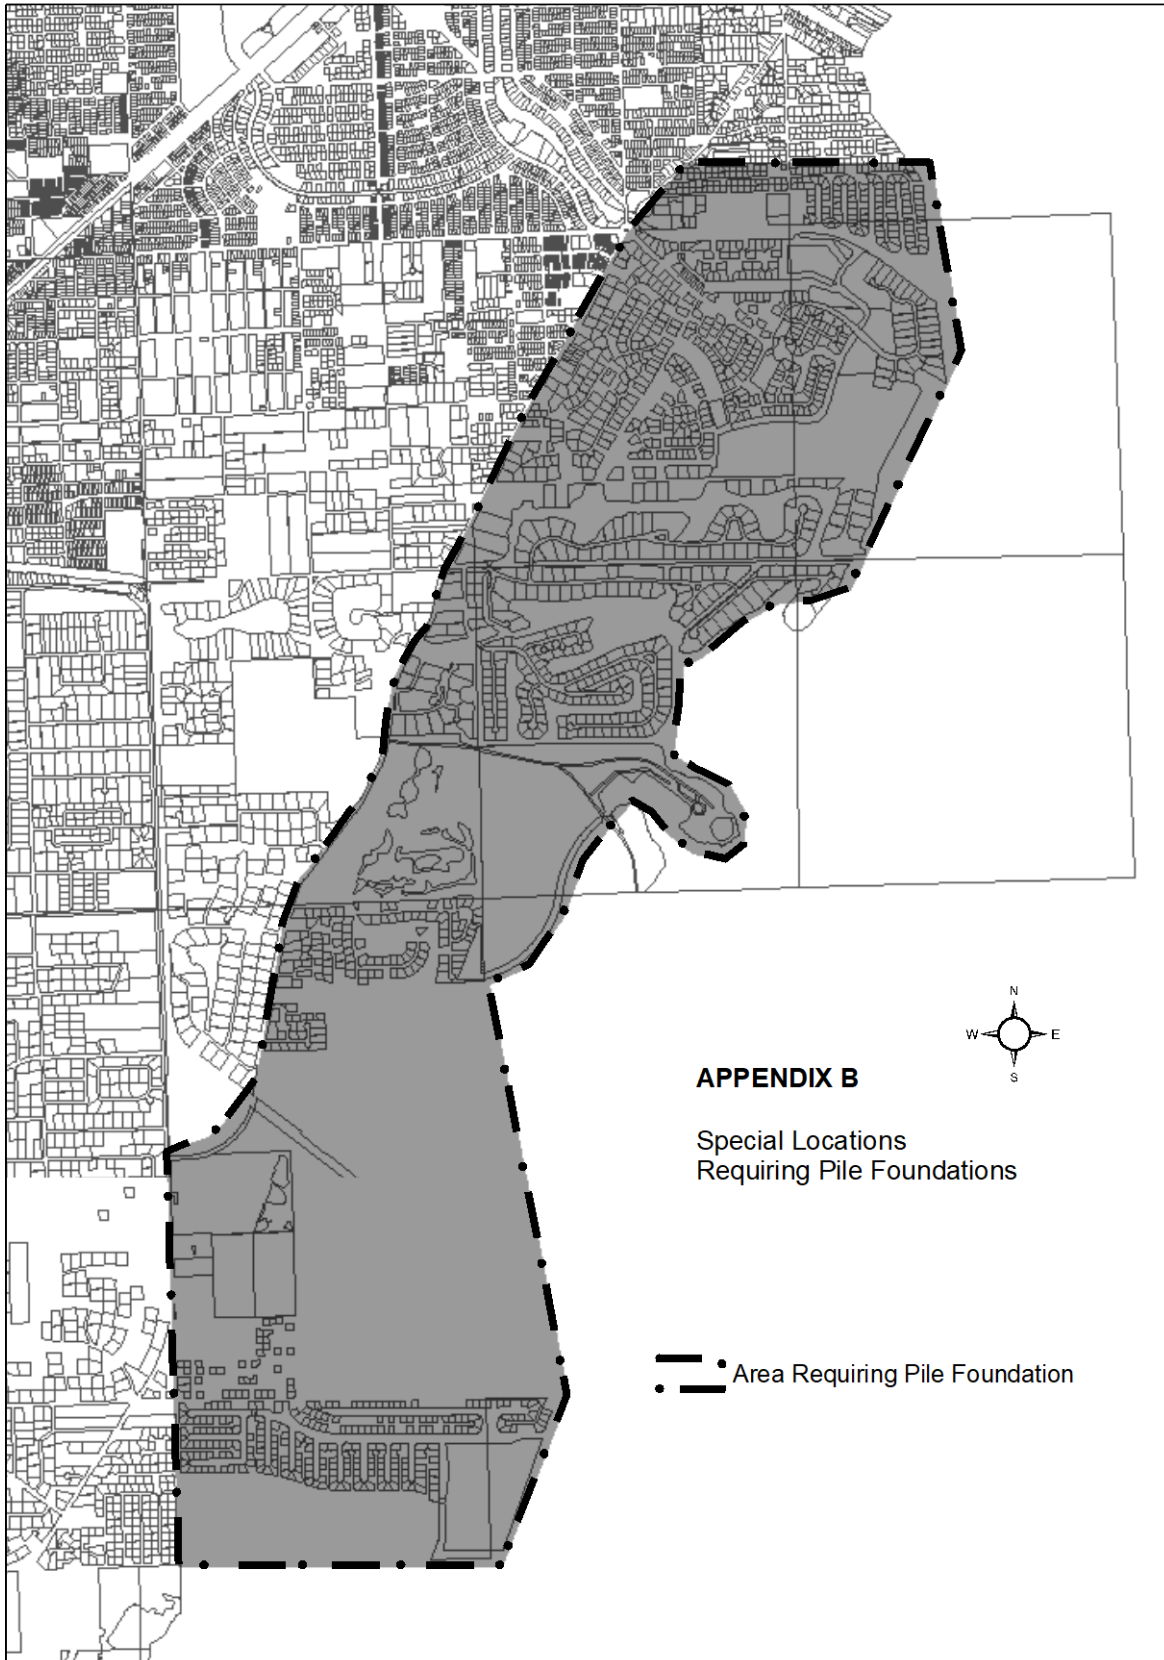 N
W E
S
APPENDIX B
Special Locations
Requiring Pile Foundations
Area Requiring Pile Foundation